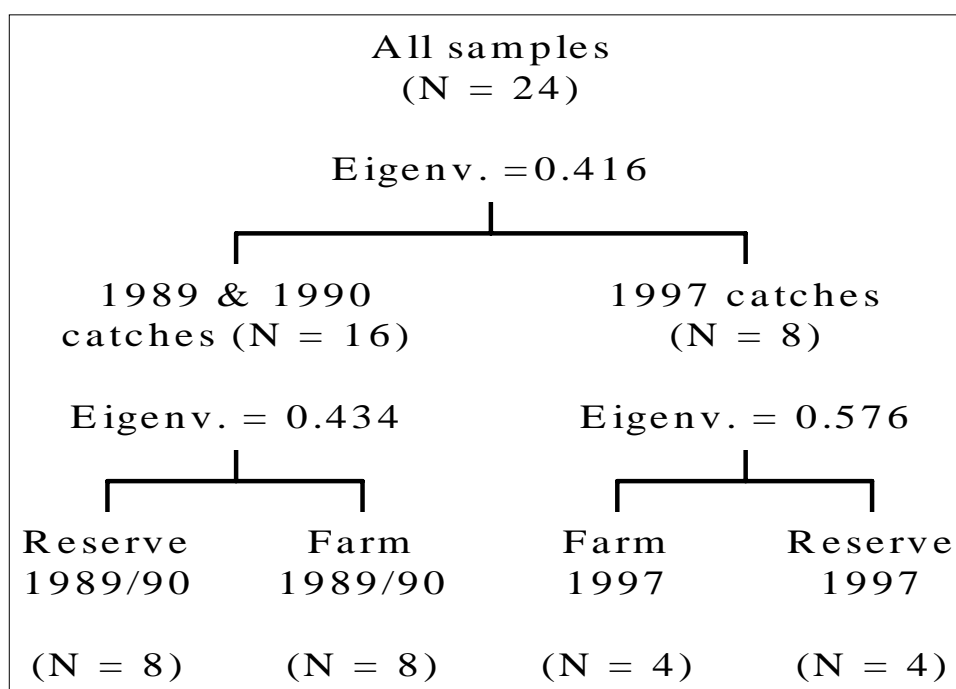 All samples
(N = 24)
Eigenv. =0.416
1989 & 1990
catches (N = 16)
1997 catches
(N = 8)
Eigenv. = 0.434
Eigenv. = 0.576
Reserve
1989/90
(N = 8)
Farm
1989/90
(N = 8)
Farm
1997
(N = 4)
Reserve
1997
(N = 4)